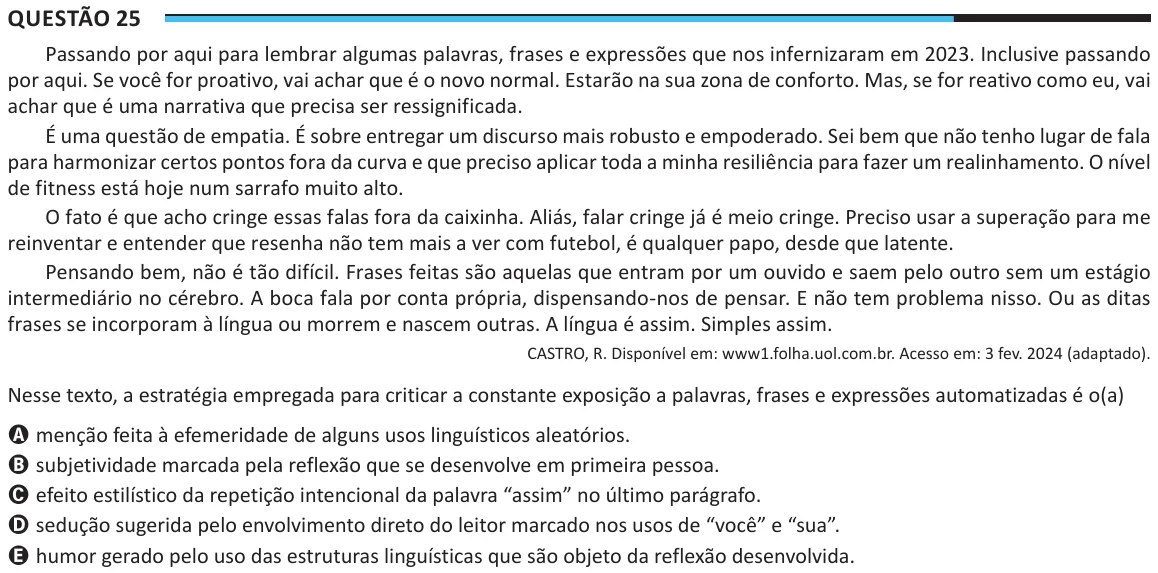 QUESTÃO 25
Passando por aqui para lembrar algumas palavras, frases e expressões que nos infernizaram em 2023. Inclusive passando
por aqui. Se você for proativo, vai achar que é o novo normal. Estarão na sua zona de conforto. Mas, se for reativo como eu, vai
achar que é uma narrativa que precisa ser ressignificada.
É uma questão de empatia. É sobre entregar um discurso mais robusto e empoderado. Sei bem que não tenho lugar de fala
para harmonizar certos pontos fora da curva e que preciso aplicar toda a minha resiliência para fazer um realinhamento. O nível
de fitness está hoje num sarrafo muito alto.
O fato é que acho cringe essas falas fora da caixinha. Aliás, falar cringe já é meio cringe. Preciso usar a superação para me
reinventar e entender que resenha não tem mais a ver com futebol, é qualquer papo, desde que latente.
Pensando bem, não é tão difícil. Frases feitas são aquelas que entram por um ouvido e saem pelo outro sem um estágio
intermediário no cérebro. A boca fala por conta própria, dispensando-nos de pensar. E não tem problema nisso. Ou as ditas
frases se incorporam à língua ou morrem e nascem outras. A língua é assim. Simples assim.
CASTRO, R. Disponível em: www1.folha.uol.com.br. Acesso em: 3 fev. 2024 (adaptado).
Nesse texto, a estratégia empregada para criticar a constante exposição a palavras, frases e expressões automatizadas é o(a)
A menção feita à efemeridade de alguns usos linguísticos aleatórios.
B subjetividade marcada pela reflexão que se desenvolve em primeira pessoa.
C efeito estilístico da repetição intencional da palavra “assim” no último parágrafo.
D sedução sugerida pelo envolvimento direto do leitor marcado nos usos de “você” e “sua”.
E humor gerado pelo uso das estruturas linguísticas que são objeto da reflexão desenvolvida.